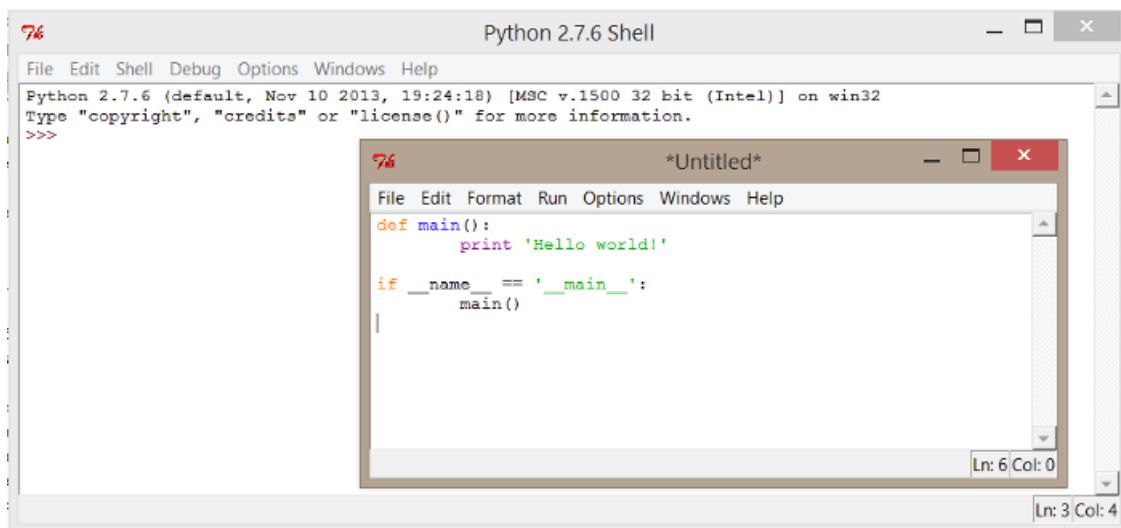 Python 2.7.6 Shell
File Edit Shell Debug Options Windows Help
Python 2.7.6 (default, Nov 10 2013, 19:24:18) [MSC v.1500 32 bit (Intel)] on win32
Type "copyright", "credits" or "license()" for more information.
>>>
*Untitled*
File Edit Format Run Options Windows Help
def main():
        print 'Hello world!'

if __name__ == '__main__':
        main()
Ln: 6 Col: 0
Ln: 3 Col: 4